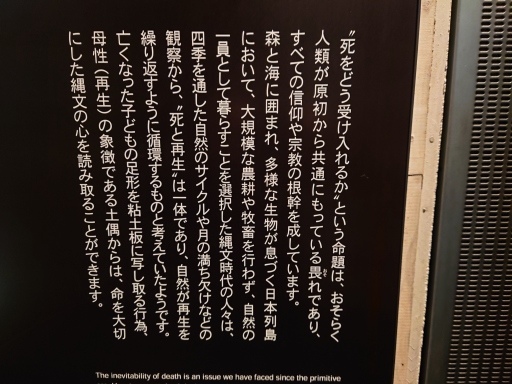 〝死をどう受け入れるか〟という命題は、おそらく
人類が原初から共通にもっている畏れであり、
おそ
すべての信仰や宗教の根幹を成しています。
森と海に囲まれ、多様な生物が息づく日本列島
において、大規模な農耕や牧畜を行わず、自然の
一員として暮らすことを選択した縄文時代の人々は、
四季を通した自然のサイクルや月の満ち欠けなどの
観察から、〝死と再生〟は一体であり、自然が再生を
繰り返すように循環するものと考えていたようです。
亡くなった子どもの足形を粘土板に写し取る行為、
母性（再生）の象徴である土偶からは、命を大切
にした縄文の心を読み取ることができます。
The inevitability of death is an issue we have faced since the primitive